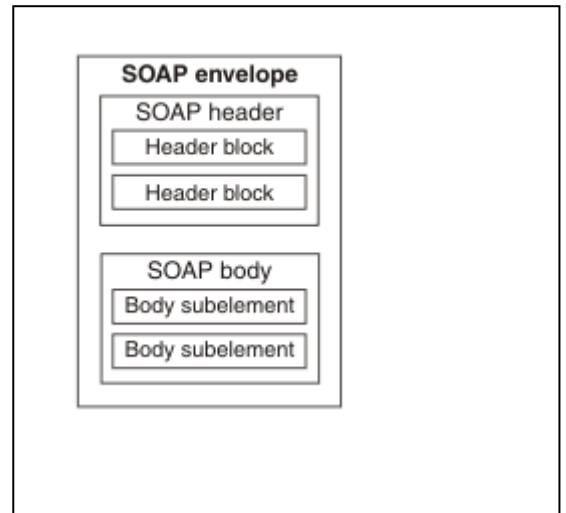 SOAP envelope
SOAP header
Header block
Header block
SOAP body
Body subelement
Body subelement